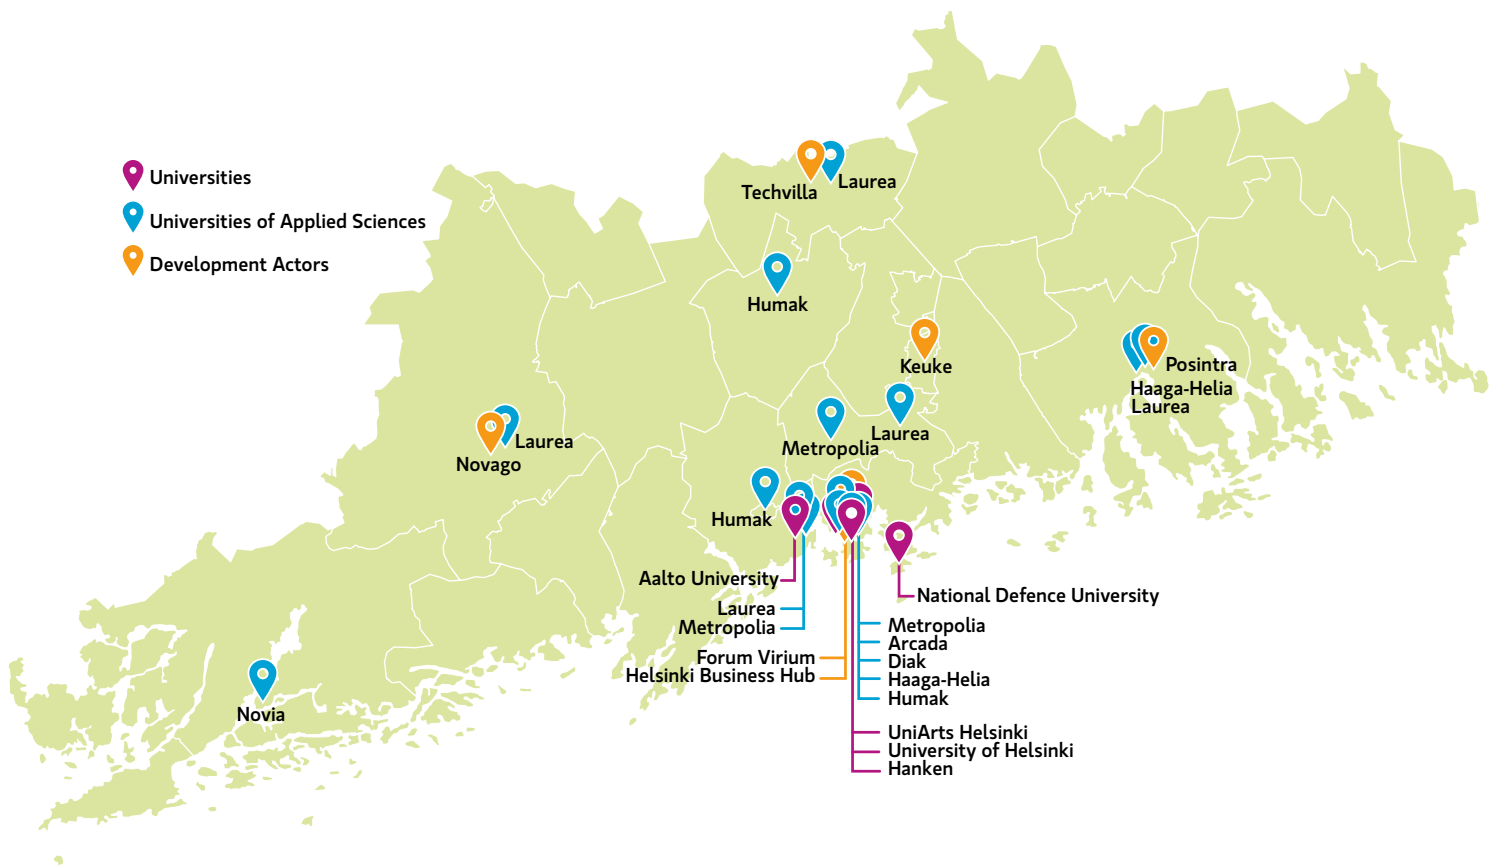 Universities
Universities of Applied Sciences
Development Actors
Techvilla
Laurea
Humak
Keuke
Posintra
Haaga-Helia
Laurea
Laurea
Novago
Metropolia
Laurea
Humak
Aalto University
Laurea
Metropolia
Forum Virium
Helsinki Business Hub
National Defence University
Metropolia
Arcada
Diak
Haaga-Helia
Humak
UniArts Helsinki
University of Helsinki
Hanken
Novia